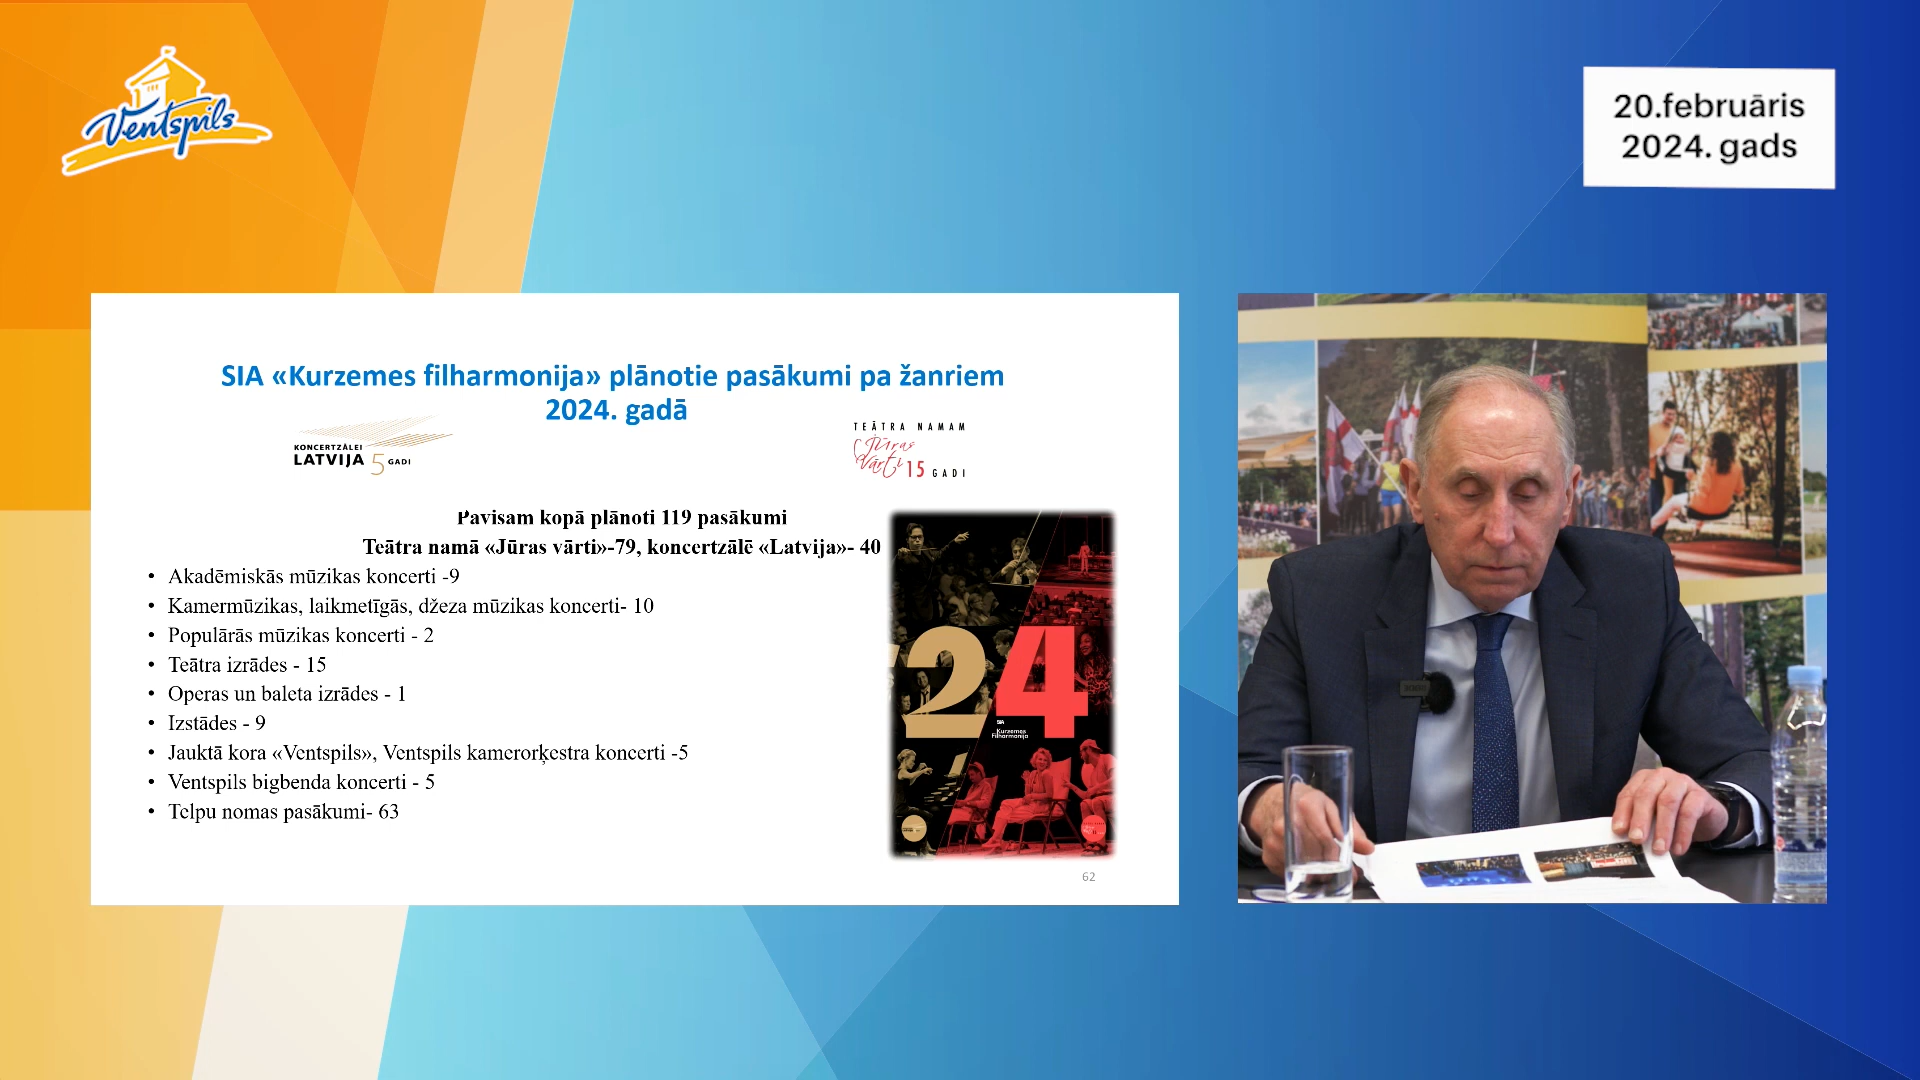 Ventspils
20.februāris
2024. gads
SIA «Kurzemes filharmonija» plānotie pasākumi pa žanriem
2024. gadā
KONCERTZĀLEI
LATVIJA 5 GADI
TEĀTRA NAMAM
Jūras
Vārti 15 GADI
Pavisam kopā plānoti 119 pasākumi
Teātra namā «Jūras vārti»-79, koncertzālē «Latvija»- 40
• Akadēmiskās mūzikas koncerti -9
• Kamermūzikas, laikmetīgās, džeza mūzikas koncerti- 10
• Populārās mūzikas koncerti - 2
• Teātra izrādes - 15
• Operas un baleta izrādes - 1
• Izstādes - 9
• Jauktā kora «Ventspils», Ventspils kamerorķestra koncerti -5
• Ventspils bigbenda koncerti - 5
• Telpu nomas pasākumi- 63
'24
SIA
Kurzemes
Filharmonija
62